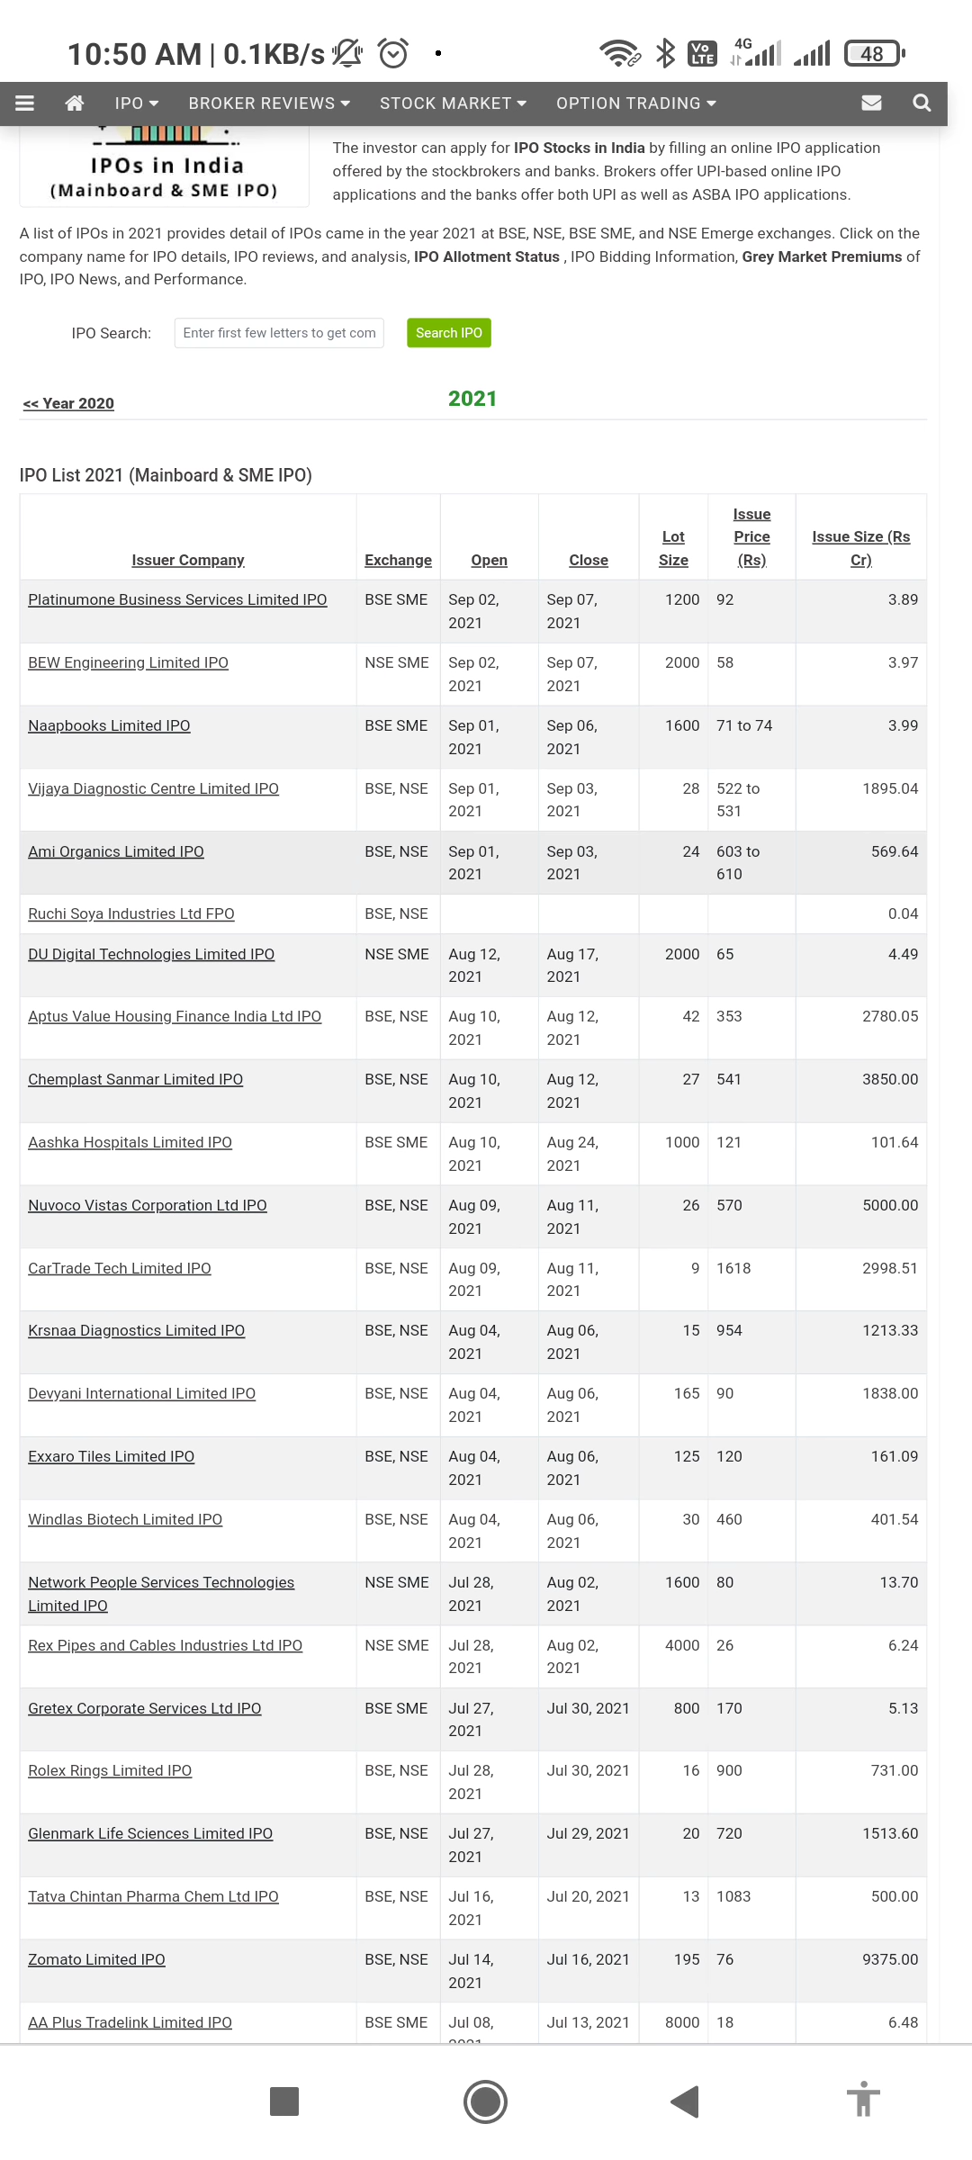 10:50 AM | 0.1KB/s
Vo LTE 4G 48
IPO BROKER REVIEWS STOCK MARKET OPTION TRADING
IPOs in India
(Mainboard & SME IPO)
The investor can apply for IPO Stocks in India by filling an online IPO application
offered by the stockbrokers and banks. Brokers offer UPI-based online IPO
applications and the banks offer both UPI as well as ASBA IPO applications.
A list of IPOs in 2021 provides detail of IPOs came in the year 2021 at BSE, NSE, BSE SME, and NSE Emerge exchanges. Click on the
company name for IPO details, IPO reviews, and analysis, IPO Allotment Status , IPO Bidding Information, Grey Market Premiums of
IPO, IPO News, and Performance.
IPO Search: Enter first few letters to get com Search IPO
<< Year 2020 2021
IPO List 2021 (Mainboard & SME IPO)
Issuer Company Exchange Open Close Lot Size Issue Price (Rs) Issue Size (Rs Cr)
Platinumone Business Services Limited IPO BSE SME Sep 02, 2021 Sep 07, 2021 1200 92 3.89
BEW Engineering Limited IPO NSE SME Sep 02, 2021 Sep 07, 2021 2000 58 3.97
Naapbooks Limited IPO BSE SME Sep 01, 2021 Sep 06, 2021 1600 71 to 74 3.99
Vijaya Diagnostic Centre Limited IPO BSE, NSE Sep 01, 2021 Sep 03, 2021 28 522 to 531 1895.04
Ami Organics Limited IPO BSE, NSE Sep 01, 2021 Sep 03, 2021 24 603 to 610 569.64
Ruchi Soya Industries Ltd FPO BSE, NSE 0.04
DU Digital Technologies Limited IPO NSE SME Aug 12, 2021 Aug 17, 2021 2000 65 4.49
Aptus Value Housing Finance India Ltd IPO BSE, NSE Aug 10, 2021 Aug 12, 2021 42 353 2780.05
Chemplast Sanmar Limited IPO BSE, NSE Aug 10, 2021 Aug 12, 2021 27 541 3850.00
Aashka Hospitals Limited IPO BSE SME Aug 10, 2021 Aug 24, 2021 1000 121 101.64
Nuvoco Vistas Corporation Ltd IPO BSE, NSE Aug 09, 2021 Aug 11, 2021 26 570 5000.00
CarTrade Tech Limited IPO BSE, NSE Aug 09, 2021 Aug 11, 2021 9 1618 2998.51
Krsnaa Diagnostics Limited IPO BSE, NSE Aug 04, 2021 Aug 06, 2021 15 954 1213.33
Devyani International Limited IPO BSE, NSE Aug 04, 2021 Aug 06, 2021 165 90 1838.00
Exxaro Tiles Limited IPO BSE, NSE Aug 04, 2021 Aug 06, 2021 125 120 161.09
Windlas Biotech Limited IPO BSE, NSE Aug 04, 2021 Aug 06, 2021 30 460 401.54
Network People Services Technologies Limited IPO NSE SME Jul 28, 2021 Aug 02, 2021 1600 80 13.70
Rex Pipes and Cables Industries Ltd IPO NSE SME Jul 28, 2021 Aug 02, 2021 4000 26 6.24
Gretex Corporate Services Ltd IPO BSE SME Jul 27, 2021 Jul 30, 2021 800 170 5.13
Rolex Rings Limited IPO BSE, NSE Jul 28, 2021 Jul 30, 2021 16 900 731.00
Glenmark Life Sciences Limited IPO BSE, NSE Jul 27, 2021 Jul 29, 2021 20 720 1513.60
Tatva Chintan Pharma Chem Ltd IPO BSE, NSE Jul 16, 2021 Jul 20, 2021 13 1083 500.00
Zomato Limited IPO BSE, NSE Jul 14, 2021 Jul 16, 2021 195 76 9375.00
AA Plus Tradelink Limited IPO BSE SME Jul 08, Jul 13, 2021 8000 18 6.48